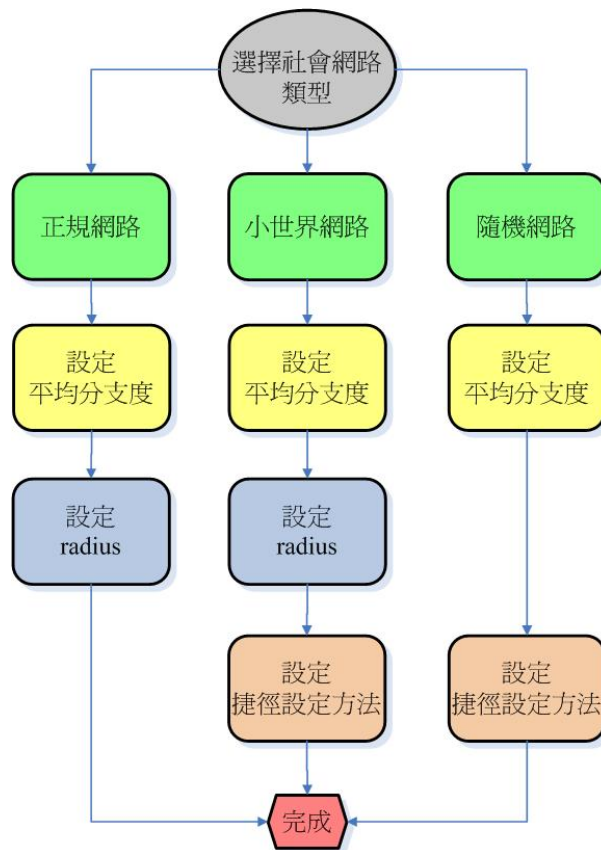 選擇社會網路
類型
正規網路
小世界網路
隨機網路
設定
平均分支度
設定
平均分支度
設定
平均分支度
設定
radius
設定
radius
設定
捷徑設定方法
設定
捷徑設定方法
完成